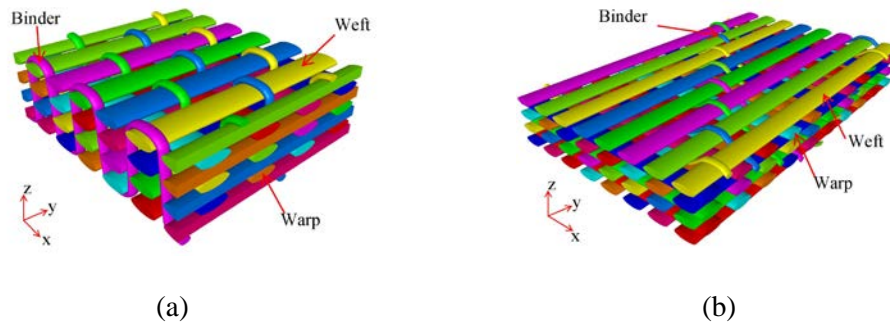 Binder
Weft
Warp
z
y
x
(a)
Binder
Weft
Warp
z
y
x
(b)